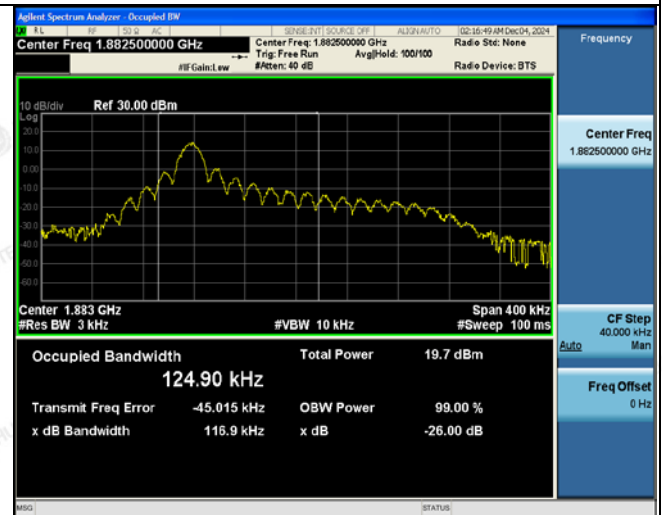 Agilent Spectrum Analyzer - Occupied BW
RL RF 50 Ω AC SENSE:INT SOURCE OFF ALIGN AUTO 02:16:49 AM Dec 04, 2024
Center Freq 1.882500000 GHz
Center Freq: 1.882500000 GHz
Radio Std: None
Trig: Free Run Avg|Hold: 100/100
#IFGain:Low #Atten: 40 dB
Radio Device: BTS
Frequency
10 dB/div Ref 30.00 dBm
Log
20.0
10.0
0.00
-10.0
-20.0
-30.0
-40.0
-50.0
-60.0
Center Freq
1.882500000 GHz
Center 1.883 GHz
Span 400 kHz
#Res BW 3 kHz #VBW 10 kHz #Sweep 100 ms
CF Step
40.000 kHz
Auto Man
Occupied Bandwidth
124.90 kHz
Total Power 19.7 dBm
Transmit Freq Error -45.015 kHz OBW Power 99.00 %
x dB Bandwidth 116.9 kHz x dB -26.00 dB
Freq Offset
0 Hz
MSG STATUS